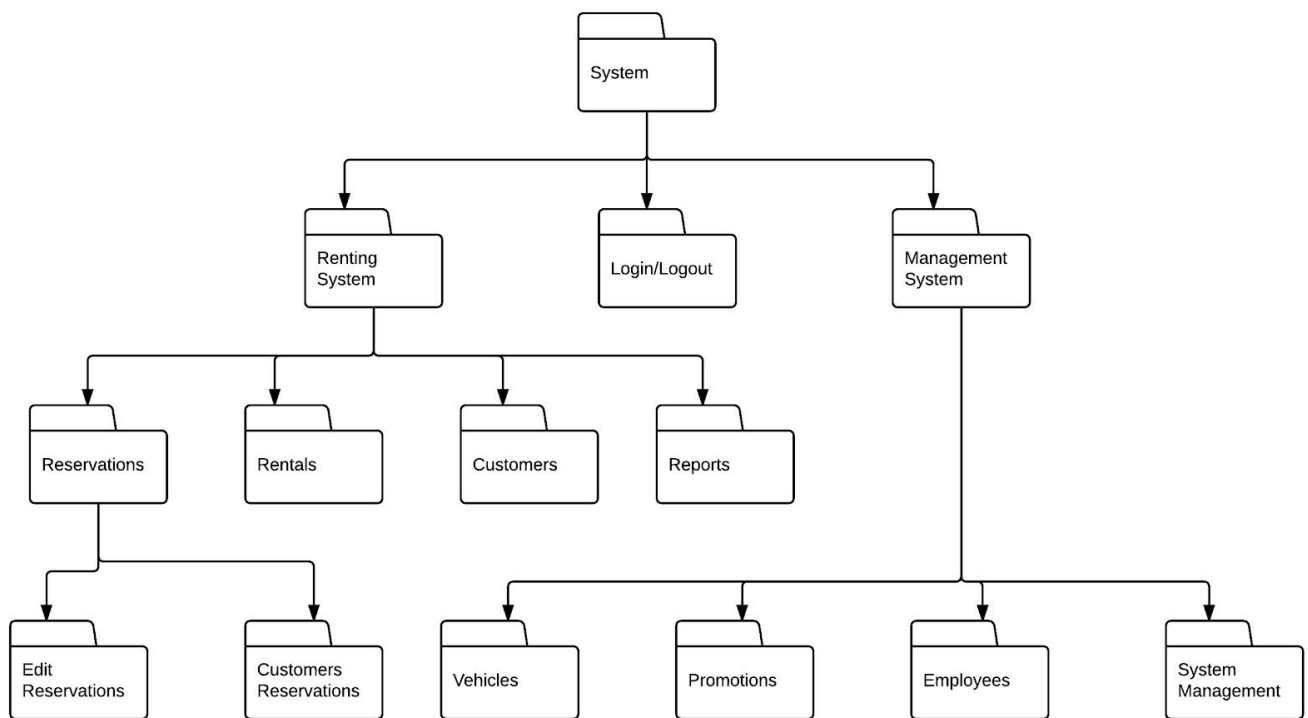 System
Renting
System
Login/Logout
Management
System
Reservations
Rentals
Customers
Reports
Edit
Reservations
Customers
Reservations
Vehicles
Promotions
Employees
System
Management